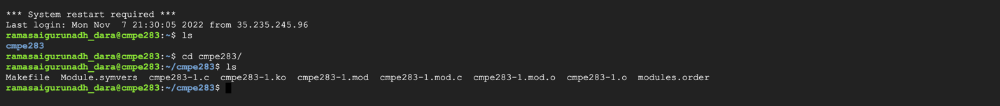 *** System restart required ***
Last login: Mon Nov  7 21:30:05 2022 from 35.235.245.96
ramasaigurunadh_dara@cmpe283:~$ ls
cmpe283
ramasaigurunadh_dara@cmpe283:~$ cd cmpe283/
ramasaigurunadh_dara@cmpe283:~/cmpe283$ ls
Makefile  Module.symvers  cmpe283-1.c  cmpe283-1.ko  cmpe283-1.mod  cmpe283-1.mod.c  cmpe283-1.mod.o  cmpe283-1.o  modules.order
ramasaigurunadh_dara@cmpe283:~/cmpe283$